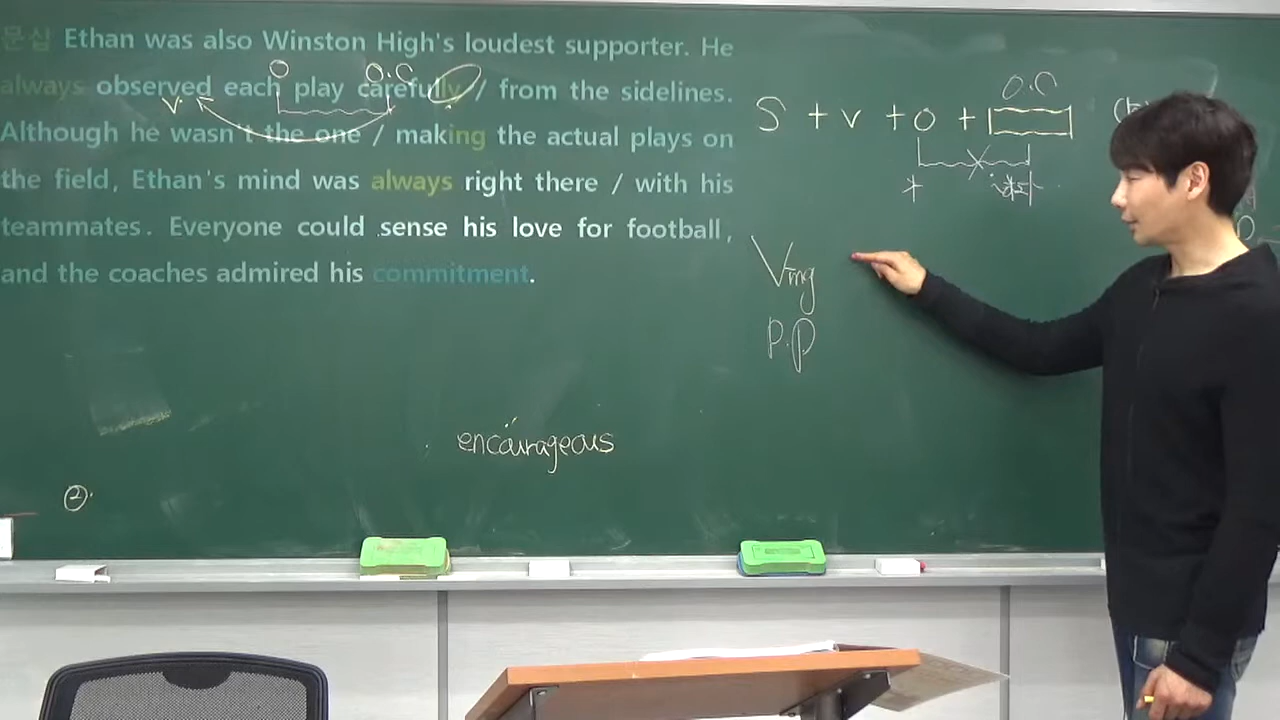 문십 Ethan was also Winston High's loudest supporter. He
always observed each play carefully / from the sidelines.
Although he wasn't the one / making the actual plays on
the field, Ethan's mind was always right there / with his
teammates. Everyone could sense his love for football,
and the coaches admired his commitment.
O O.C
V.
O.C
S + V + O +
Ving
P.P.
encourageous
②.